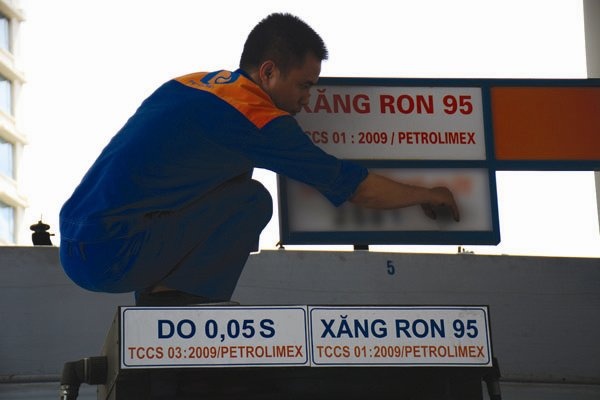 XĂNG RON 95
TCCS 01 : 2009 / PETROLIMEX
5
DO 0,05 S
TCCS 03 : 2009/PETROLIMEX
XĂNG RON 95
TCCS 01: 2009/PETROLIMEX